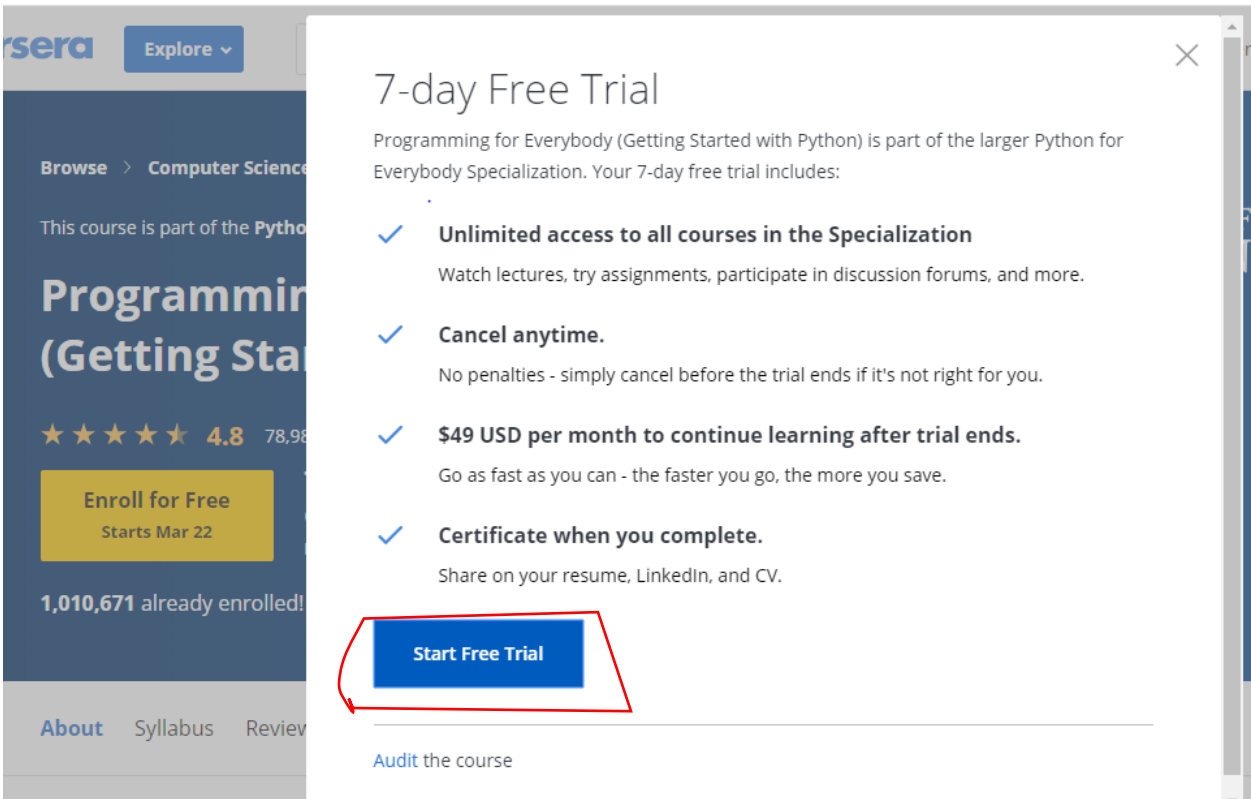 rsera
Explore
7-day Free Trial
Programming for Everybody (Getting Started with Python) is part of the larger Python for
Everybody Specialization. Your 7-day free trial includes:
Browse > Computer Science
This course is part of the Pytho
Unlimited access to all courses in the Specialization
Watch lectures, try assignments, participate in discussion forums, and more.
Programmin
(Getting Sta
Cancel anytime.
No penalties - simply cancel before the trial ends if it's not right for you.
4.8 78,98
$49 USD per month to continue learning after trial ends.
Go as fast as you can - the faster you go, the more you save.
Enroll for Free
Starts Mar 22
Certificate when you complete.
Share on your resume, LinkedIn, and CV.
1,010,671 already enrolled!
Start Free Trial
About Syllabus Review
Audit the course